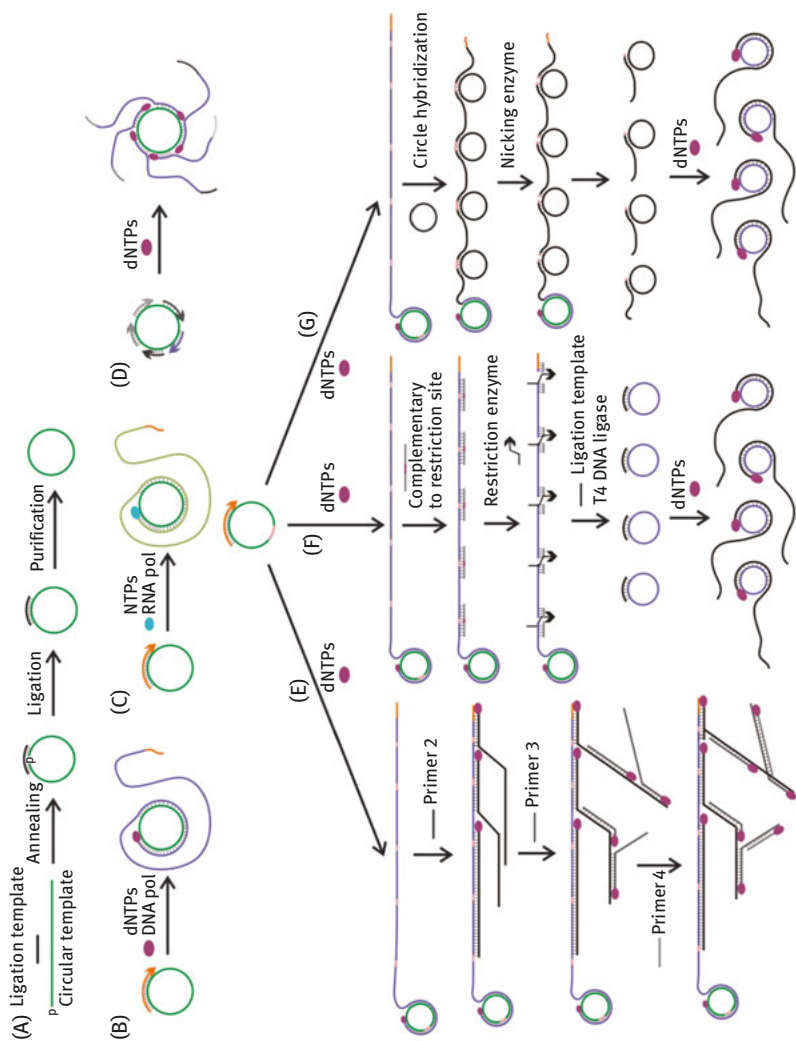 (A)
Ligation template
p
Circular template
Annealing
p
Ligation
Purification
(B)
dNTPs
DNA pol
(C)
NTPs
RNA pol
(D)
dNTPs
(E)
dNTPs
Primer 2
Primer 3
Primer 4
(F)
dNTPs
Complementary
to restriction site
Restriction enzyme
Ligation template
T4 DNA ligase
dNTPs
(G)
dNTPs
Circle hybridization
Nicking enzyme
dNTPs